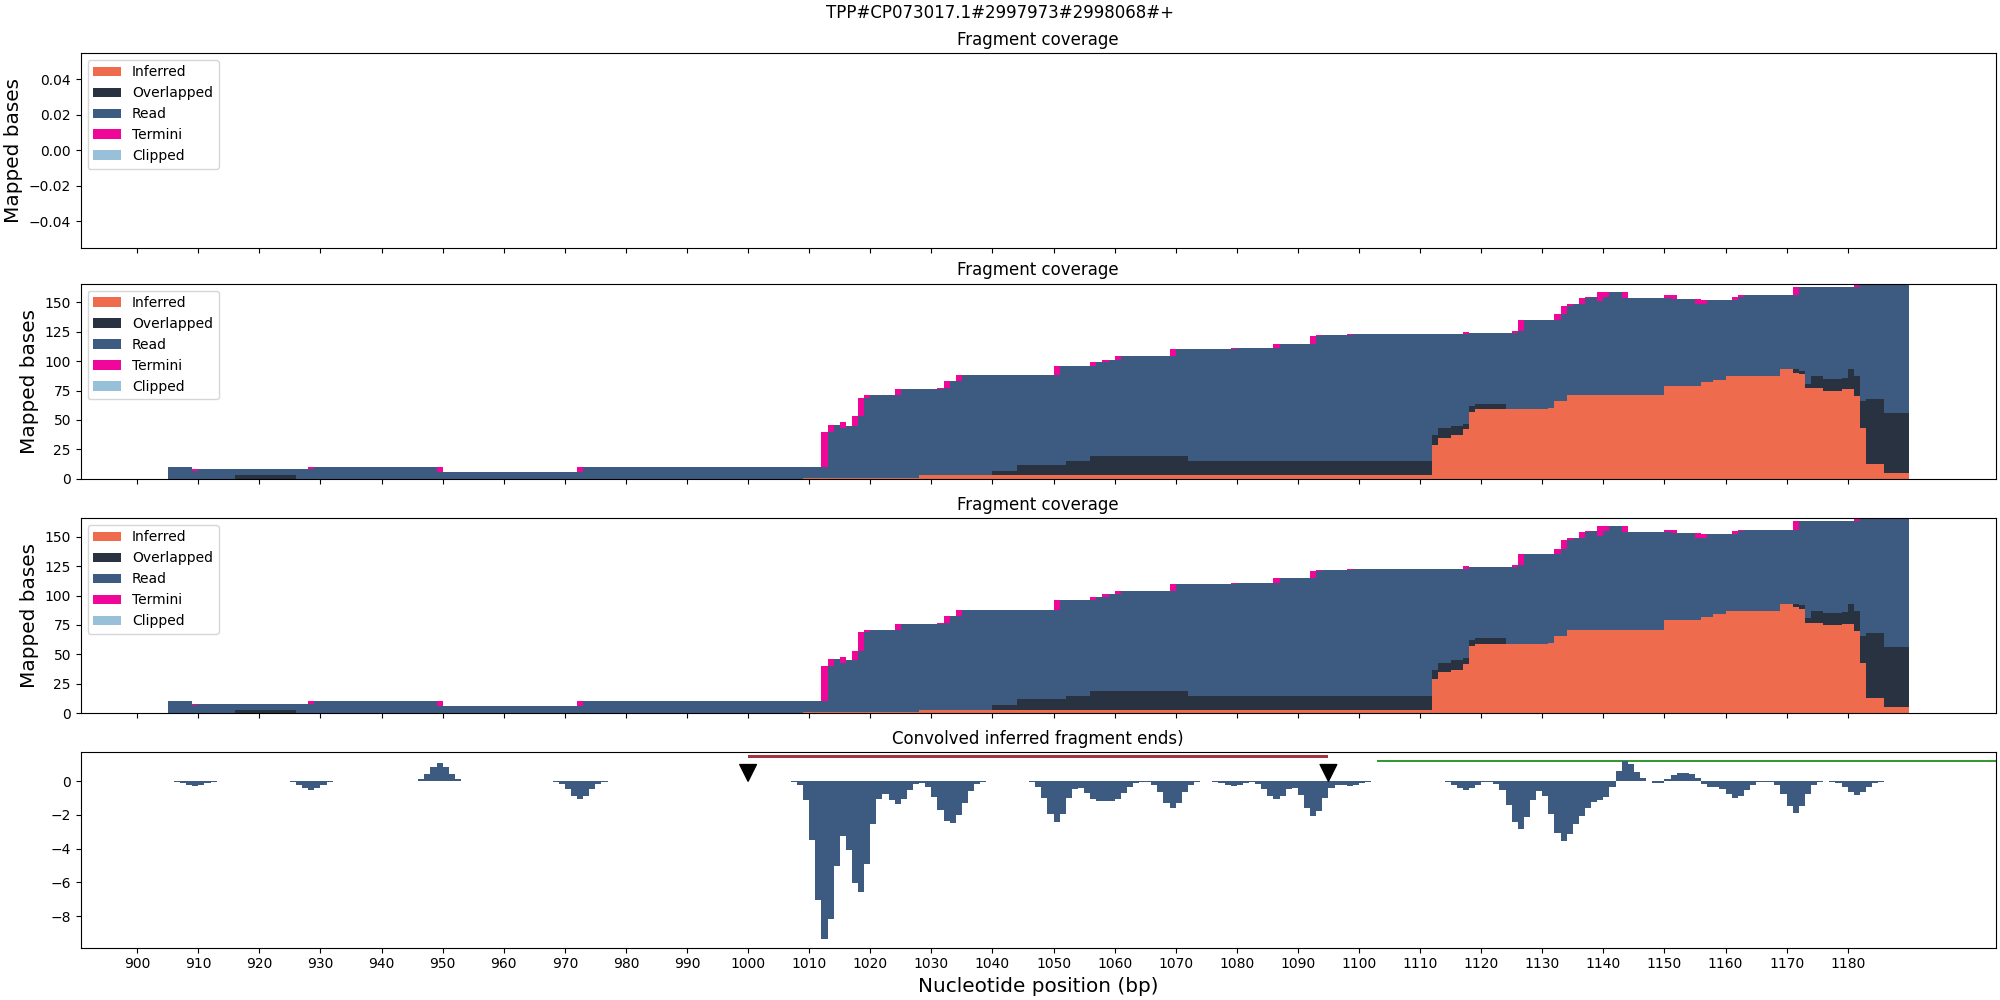 TPP#CP073017.1#2997973#2998068#+
Fragment coverage
Mapped bases
0.04
0.02
0.00
−0.02
−0.04
Inferred
Overlapped
Read
Termini
Clipped
Fragment coverage
Mapped bases
150
125
100
75
50
25
0
Inferred
Overlapped
Read
Termini
Clipped
Fragment coverage
Mapped bases
150
125
100
75
50
25
0
Inferred
Overlapped
Read
Termini
Clipped
Convolved inferred fragment ends)
0
−2
−4
−6
−8
900 910 920 930 940 950 960 970 980 990 1000 1010 1020 1030 1040 1050 1060 1070 1080 1090 1100 1110 1120 1130 1140 1150 1160 1170 1180
Nucleotide position (bp)